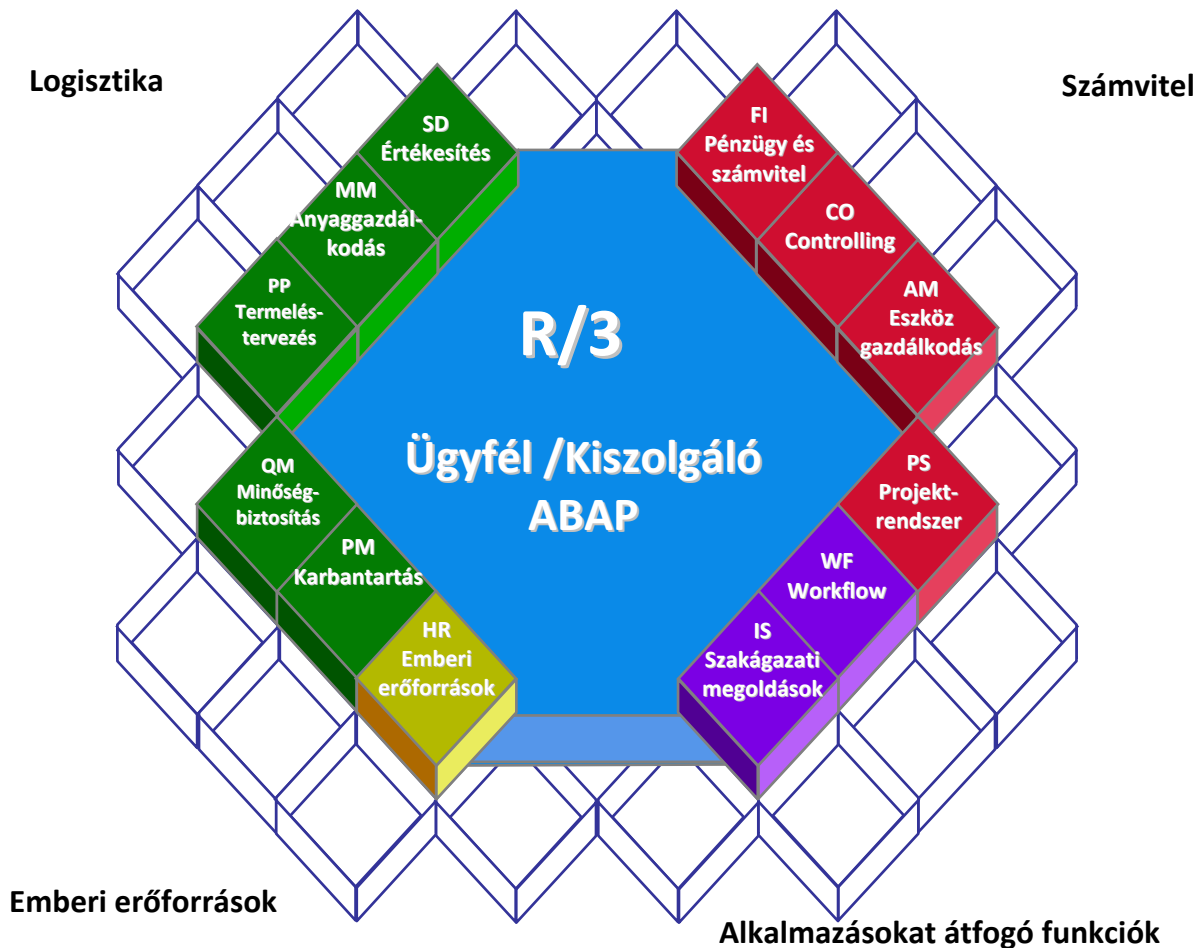 Logisztika
Számvitel
SD
Értékesítés
MM
Anyaggazdál-
kodás
PP
Termelés-
tervezés
FI
Pénzügy és
számvitel
CO
Controlling
AM
Eszköz
gazdálkodás
R/3
Ügyfél /Kiszolgáló
ABAP
QM
Minőség-
biztosítás
PM
Karbantartás
HR
Emberi
erőforrások
PS
Projekt-
rendszer
WF
Workflow
IS
Szakágazati
megoldások
Emberi erőforrások
Alkalmazásokat átfogó funkciók